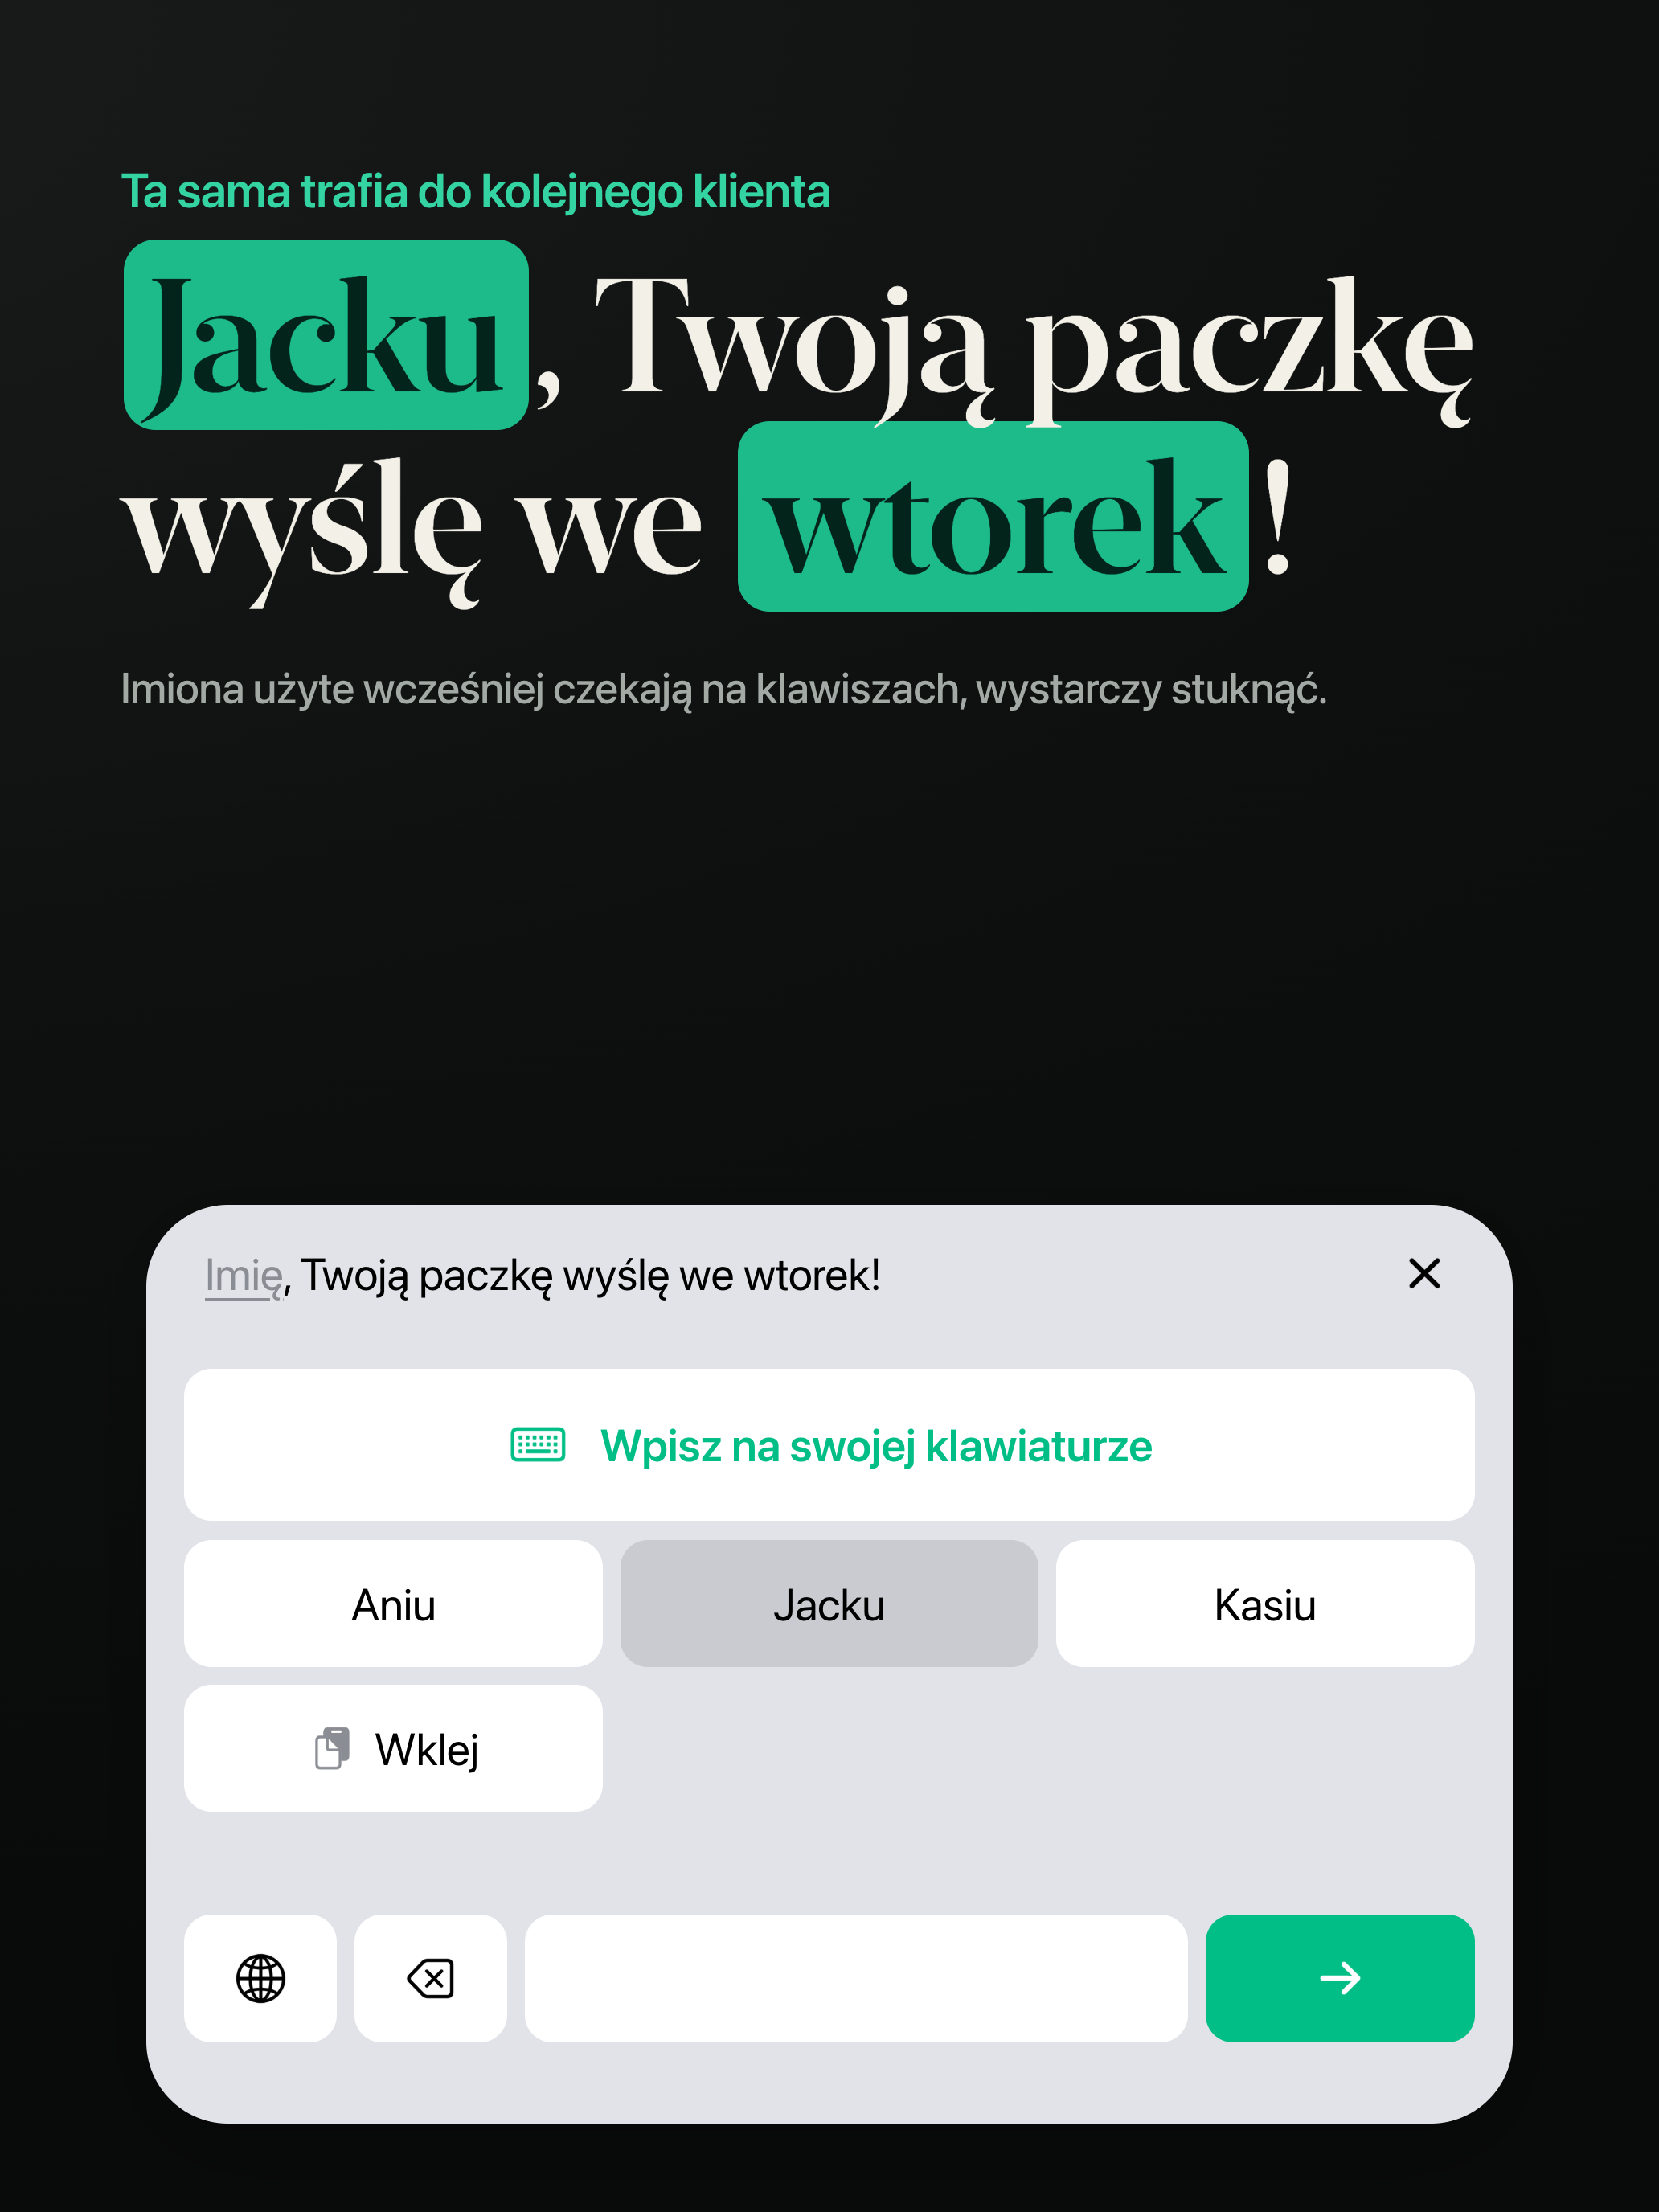 Ta sama trafia do kolejnego klienta
Jacku, Twoją paczkę
wyślę we wtorek!
Imiona użyte wcześniej czekają na klawiszach, wystarczy stuknąć.
Imię, Twoją paczkę wyślę we wtorek!
Wpisz na swojej klawiaturze
Aniu
Jacku
Kasiu
Wklej